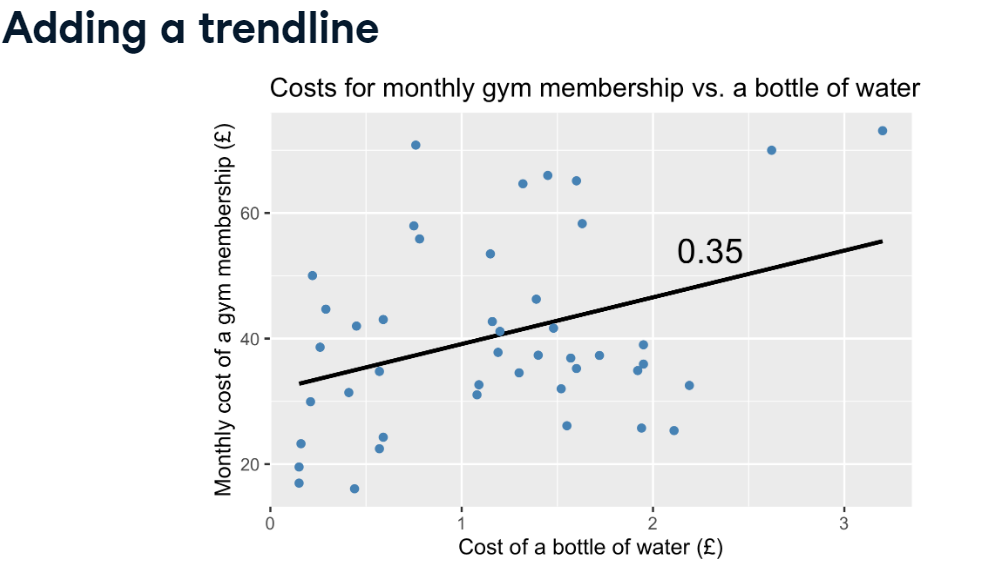 Adding a trendline
Costs for monthly gym membership vs. a bottle of water
Monthly cost of a gym membership (£)
60
40
20
0.35
0 1 2 3
Cost of a bottle of water (£)